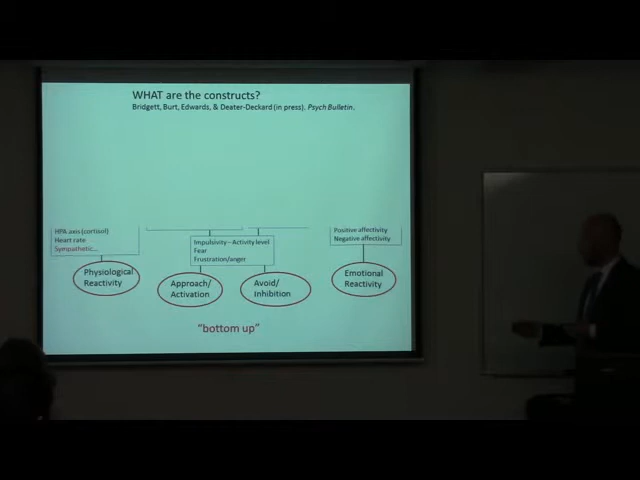 WHAT are the constructs?
Bridgett, Burt, Edwards, & Deater-Deckard (in press). Psych Bulletin.
HPA axis (cortisol)
Heart rate
Sympathetic...
Impulsivity – Activity level
Fear
Frustration/anger
Positive affectivity
Negative affectivity
Physiological
Reactivity
Approach/
Activation
Avoid/
Inhibition
Emotional
Reactivity
"bottom up"